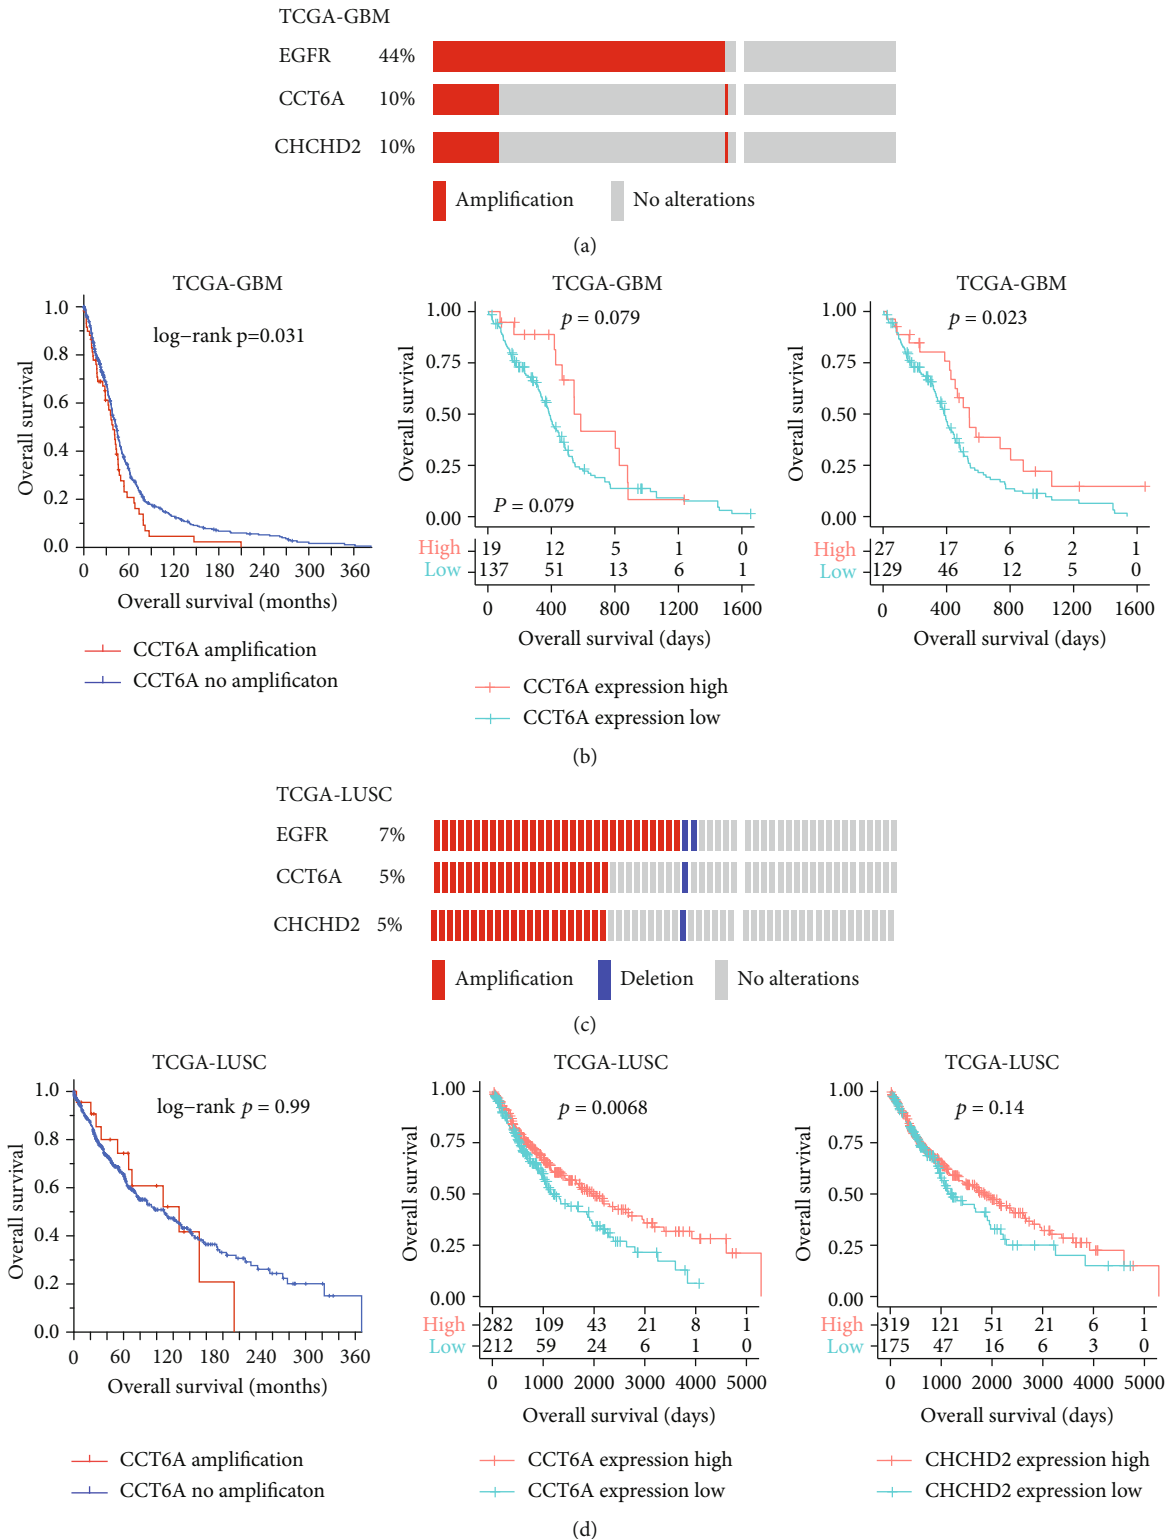 TCGA-GBM
EGFR 44%
CCT6A 10%
CHCHD2 10%
Amplification No alterations
(a)
TCGA-GBM
log–rank p=0.031
1.0
0.8
0.6
0.4
0.2
0.0
Overall survival
0 60 120 180 240 300 360
Overall survival (months)
CCT6A amplification
CCT6A no amplificaton
TCGA-GBM
p = 0.079
1.00
0.75
0.50
0.25
0.00
Overall survival
P = 0.079
High 19 12 5 1 0
Low 137 51 13 6 1
0 400 800 1200 1600
Overall survival (days)
CCT6A expression high
CCT6A expression low
TCGA-GBM
p = 0.023
1.00
0.75
0.50
0.25
0.00
Overall survival
High 27 17 6 2 1
Low 129 46 12 5 0
0 400 800 1200 1600
Overall survival (days)
(b)
TCGA-LUSC
EGFR 7%
CCT6A 5%
CHCHD2 5%
Amplification Deletion No alterations
(c)
TCGA-LUSC
log–rank p = 0.99
1.0
0.8
0.6
0.4
0.2
0.0
Overall survival
0 60 120 180 240 300 360
Overall survival (months)
CCT6A amplification
CCT6A no amplificaton
TCGA-LUSC
p = 0.0068
1.00
0.75
0.50
0.25
0.00
Overall survival
High 282 109 43 21 8 1
Low 212 59 24 6 1 0
0 1000 2000 3000 4000 5000
Overall survival (days)
CCT6A expression high
CCT6A expression low
TCGA-LUSC
p = 0.14
1.00
0.75
0.50
0.25
0.00
Overall survival
High 319 121 51 21 6 1
Low 175 47 16 6 3 0
0 1000 2000 3000 4000 5000
Overall survival (days)
CHCHD2 expression high
CHCHD2 expression low
(d)